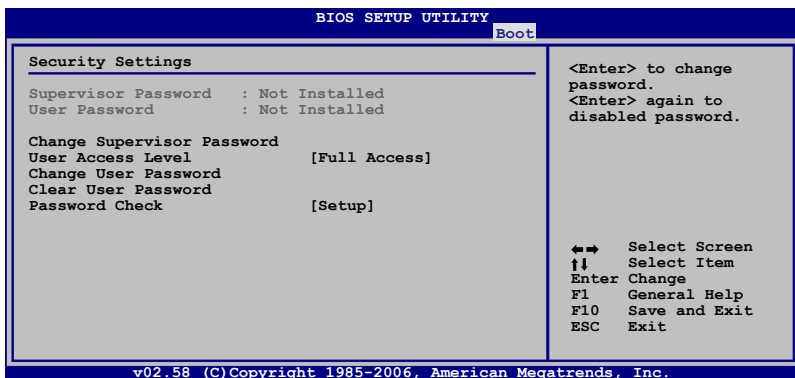 BIOS SETUP UTILITY
Boot
Security Settings
Supervisor Password : Not Installed
User Password : Not Installed
Change Supervisor Password
User Access Level [Full Access]
Change User Password
Clear User Password
Password Check [Setup]
<Enter> to change
password.
<Enter> again to
disabled password.
←→ Select Screen
↑↓ Select Item
Enter Change
F1 General Help
F10 Save and Exit
ESC Exit
v02.58 (C)Copyright 1985-2006, American Megatrends, Inc.